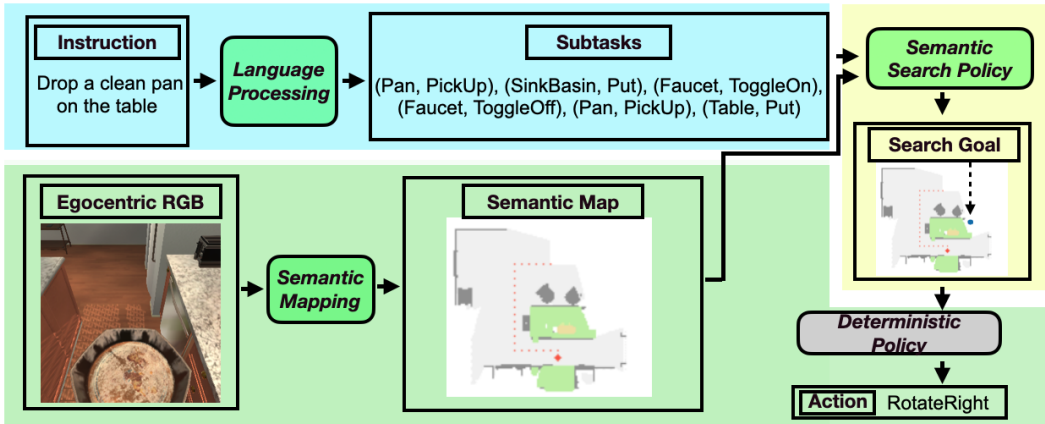 Instruction
Drop a clean pan
on the table
Language
Processing
Subtasks
(Pan, PickUp), (SinkBasin, Put), (Faucet, ToggleOn),
(Faucet, ToggleOff), (Pan, PickUp), (Table, Put)
Semantic
Search Policy
Search Goal
Egocentric RGB
Semantic
Mapping
Semantic Map
Deterministic
Policy
Action
RotateRight